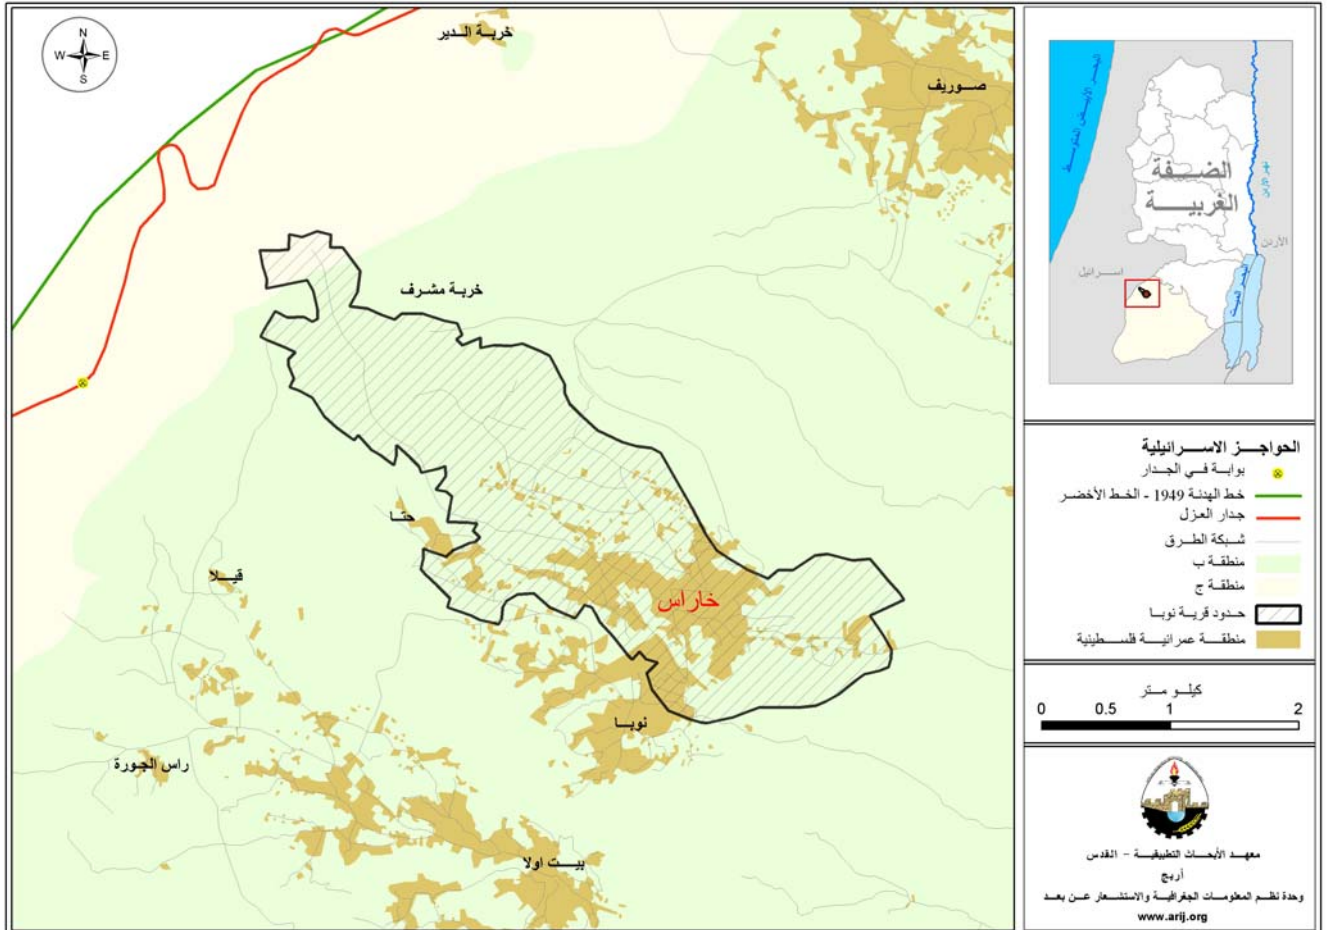 N
W E
S
خربة الدير
صوريف
خربة مشرف
حتا
قيلا
خاراس
نوبا
راس الجورة
بيت اولا
البحر الأبيض المتوسط
الضفة
الغربية
نهر الأردن
الأردن
اسرائيل
البحر الميت
الحواجز الاسرائيلية
بوابة في الجدار
خط الهدنة 1949 - الخط الأخضر
جدار العزل
شبكة الطرق
منطقة ب
منطقة ج
حدود قرية نوبا
منطقة عمرانية فلسطينية
كيلو متر
0 0.5 1 2
معهد الأبحاث التطبيقية - القدس
أريج
وحدة نظم المعلومات الجغرافية والاستشعار عن بعد
www.arij.org